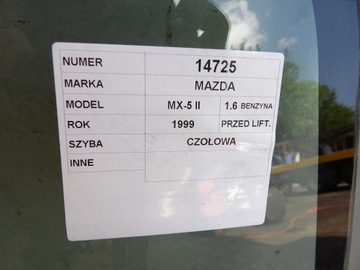 NUMER 14725
MARKA MAZDA
MODEL MX-5 II 1.6 BENZYNA
ROK 1999 PRZED LIFT.
SZYBA CZOŁOWA
INNE